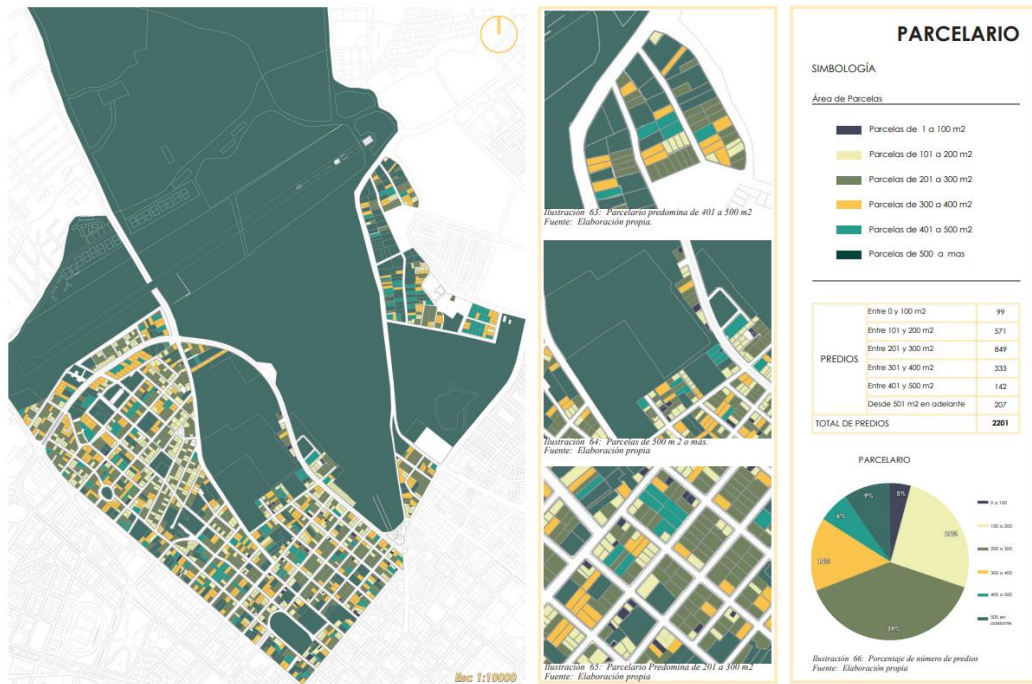 Esc 1:10000
Ilustración 63: Parcelario predomina de 401 a 500 m2
Fuente: Elaboración propia.
Ilustración 64: Parcelas de 500 m 2 o más.
Fuente: Elaboración propia
Ilustración 65: Parcelario Predomina de 201 a 300 m2
Fuente: Elaboración propia
PARCELARIO
SIMBOLOGÍA
Área de Parcelas
Parcelas de 1 a 100 m2
Parcelas de 101 a 200 m2
Parcelas de 201 a 300 m2
Parcelas de 300 a 400 m2
Parcelas de 401 a 500 m2
Parcelas de 500 a mas
PREDIOS
Entre 0 y 100 m2 99
Entre 101 y 200 m2 571
Entre 201 y 300 m2 849
Entre 301 y 400 m2 333
Entre 401 y 500 m2 142
Desde 501 m2 en adelante 207
TOTAL DE PREDIOS 2201
PARCELARIO
9%
5%
6%
26%
15%
39%
0 a 100
100 a 200
200 a 300
300 a 400
400 a 500
500 en
adelante
Ilustración 66: Porcentaje de número de predios
Fuente: Elaboración propia